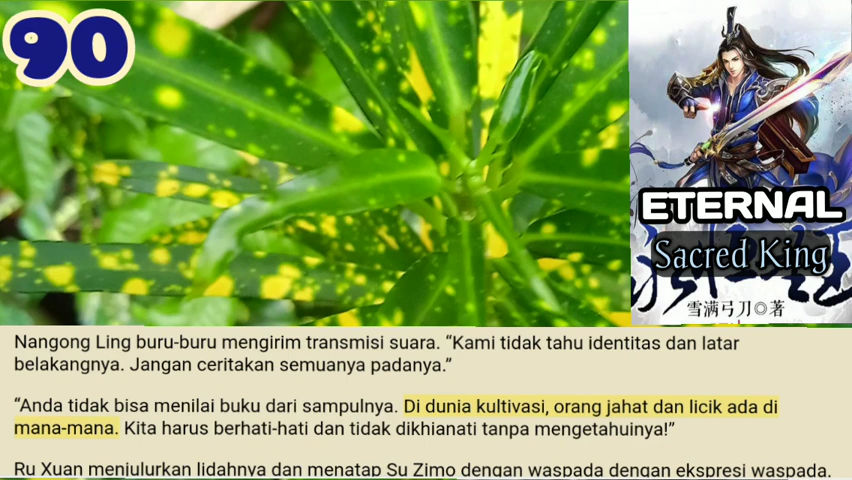 90
ETERNAL
Sacred King
雪满弓刀◎著
Nangong Ling buru-buru mengirim transmisi suara. “Kami tidak tahu identitas dan latar
belakangnya. Jangan ceritakan semuanya padanya.”
“Anda tidak bisa menilai buku dari sampulnya. Di dunia kultivasi, orang jahat dan licik ada di
mana-mana. Kita harus berhati-hati dan tidak dikhianati tanpa mengetahuinya!”
Ru Xuan menjulurkan lidahnya dan menatap Su Zimo dengan waspada dengan ekspresi waspada.